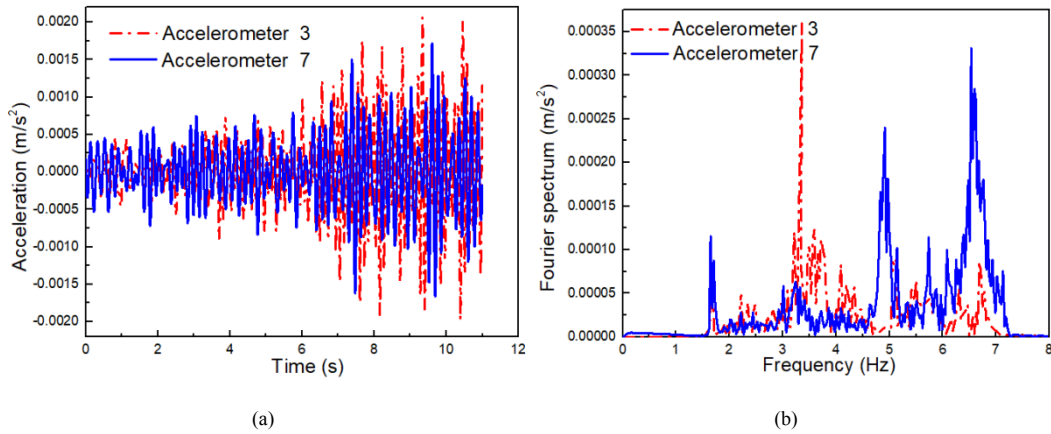 0.0020
0.0015
0.0010
0.0005
0.0000
-0.0005
-0.0010
-0.0015
-0.0020
Acceleration (m/s²)
Accelerometer 3
Accelerometer 7
0 2 4 6 8 10 12
Time (s)
(a)
0.00035
0.00030
0.00025
0.00020
0.00015
0.00010
0.00005
0.00000
Fourier spectrum (m/s²)
Accelerometer 3
Accelerometer 7
0 1 2 3 4 5 6 7 8
Frequency (Hz)
(b)